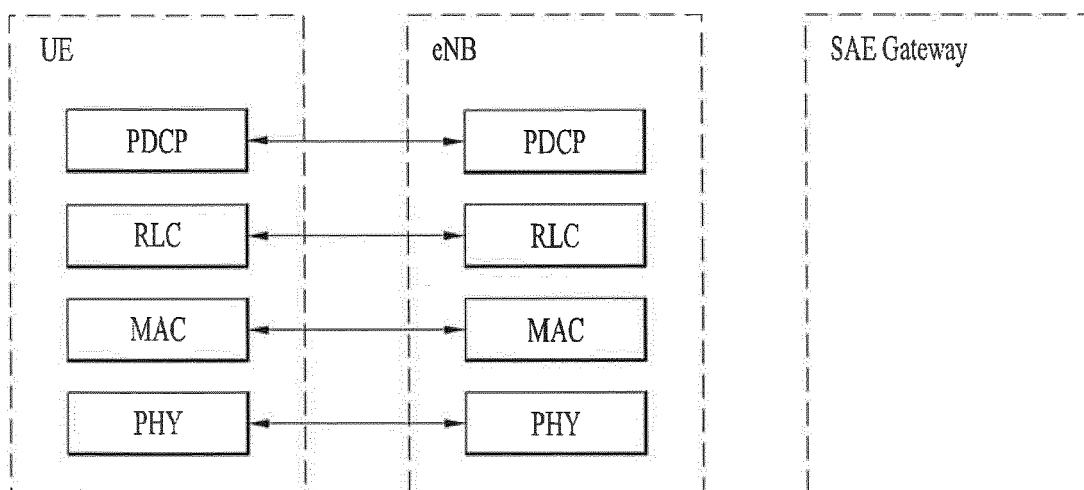 UE
eNB
SAE Gateway
PDCP
PDCP
RLC
RLC
MAC
MAC
PHY
PHY